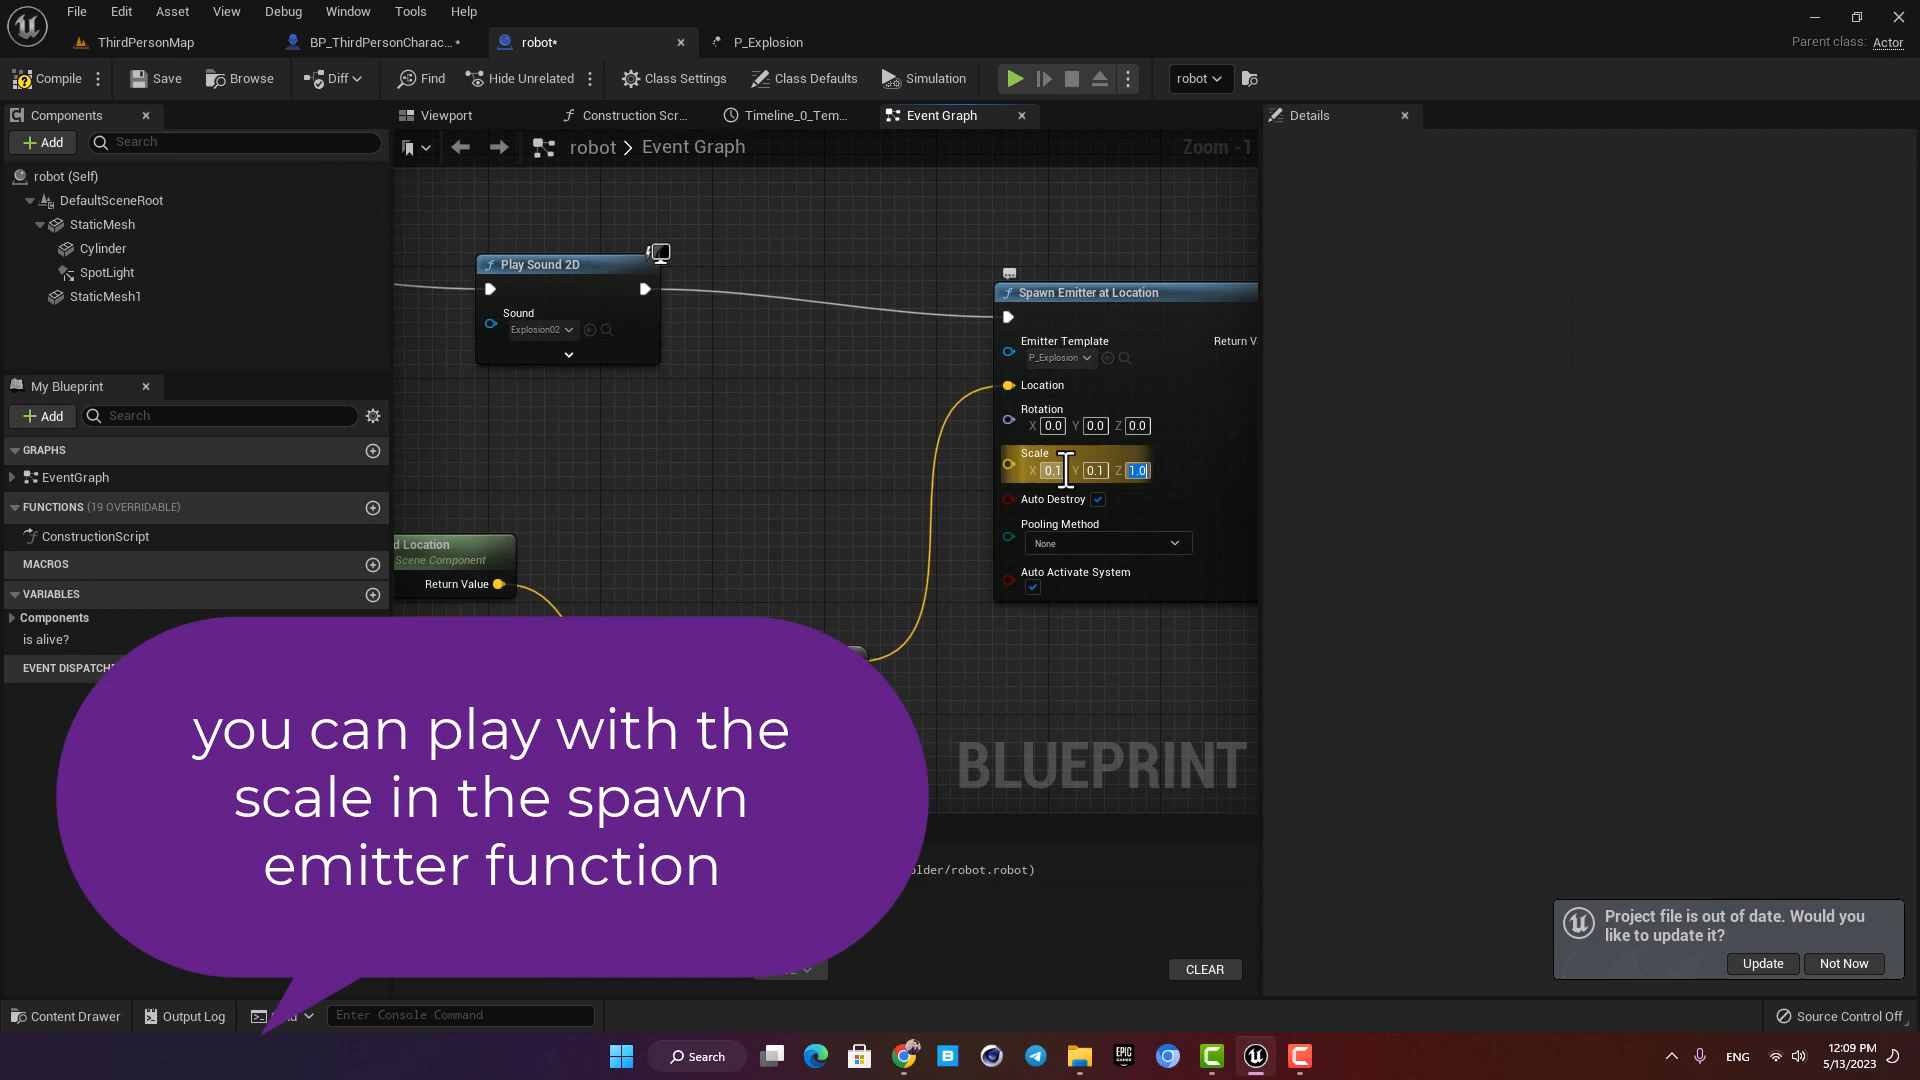 File Edit Asset View Debug Window Tools Help
ThirdPersonMap
BP_ThirdPersonCharac...*
robot*
P_Explosion
Parent class: Actor
Compile
Save
Browse
Diff
Find
Hide Unrelated
Class Settings
Class Defaults
Simulation
robot
Components
Add
Search
robot (Self)
DefaultSceneRoot
StaticMesh
Cylinder
SpotLight
StaticMesh1
My Blueprint
Add
Search
GRAPHS
EventGraph
FUNCTIONS (19 OVERRIDABLE)
ConstructionScript
MACROS
VARIABLES
Components
is alive?
EVENT DISPATCHE
Viewport
Construction Scr...
Timeline_0_Tem...
Event Graph
Details
robot > Event Graph
Zoom -1
Play Sound 2D
Sound
Explosion02
d Location
Scene Component
Return Value
Spawn Emitter at Location
Emitter Template
Return V
P_Explosion
Location
Rotation
X 0.0 Y 0.0 Z 0.0
Scale
X 0.1 Y 0.1 Z 1.0
Auto Destroy
Pooling Method
None
Auto Activate System
BLUEPRINT
older/robot.robot)
CLEAR
you can play with the
scale in the spawn
emitter function
Project file is out of date. Would you
like to update it?
Update
Not Now
Content Drawer
Output Log
Enter Console Command
Source Control Off
Search
EPIC
GAMES
ENG
12:09 PM
5/13/2023